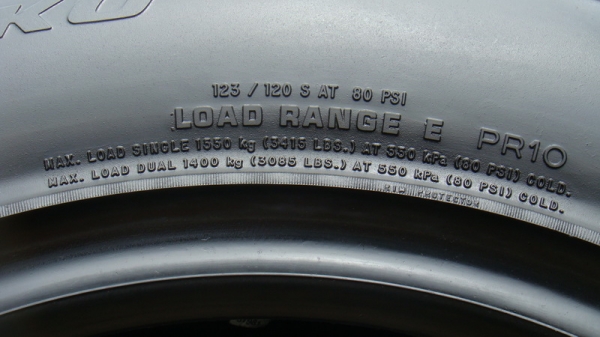 123 / 120 S AT 80 PSI
LOAD RANGE E PR10
MAX. LOAD SINGLE 1550 kg (3415 LBS.) AT 550 kPa (80 PSI) COLD.
MAX. LOAD DUAL 1400 kg (3085 LBS.) AT 550 kPa (80 PSI) COLD.
RIM PROTECTOR